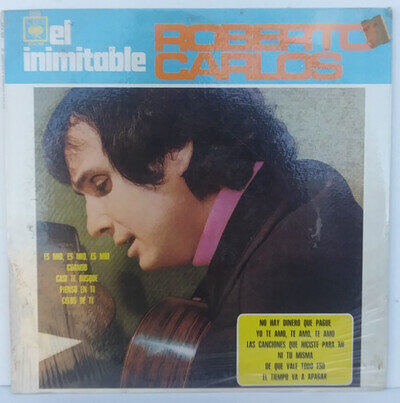 el
inimitable
ROBERTO
CARLOS
ES MIO, ES MIO, ES MIO
CUANDO
CASI TE BUSQUE
PIENSO EN TI
CELOS DE TI
NO HAY DINERO QUE PAGUE
YO TE AMO, TE AMO, TE AMO
LAS CANCIONES QUE HICISTE PARA MI
NI TU MISMA
DE QUE VALE TODO ESO
EL TIEMPO VA A APAGAR